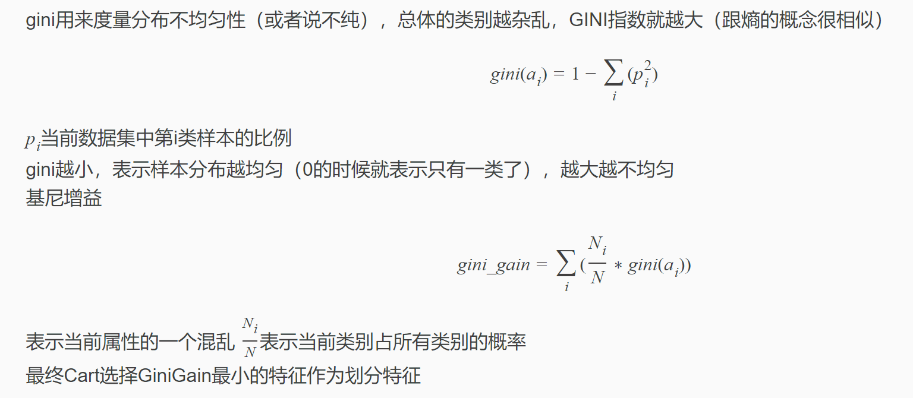 gini用来度量分布不均匀性（或者说不纯），总体的类别越杂乱，GINI指数就越大（跟熵的概念很相似）
gini(a_i) = 1 − ∑_i (p_i^2)
p_i当前数据集中第i类样本的比例
gini越小，表示样本分布越均匀（0的时候就表示只有一类了），越大越不均匀
基尼增益
gini_gain = ∑_i (N_i/N * gini(a_i))
表示当前属性的一个混乱 N_i/N 表示当前类别占所有类别的概率
最终Cart选择GiniGain最小的特征作为划分特征